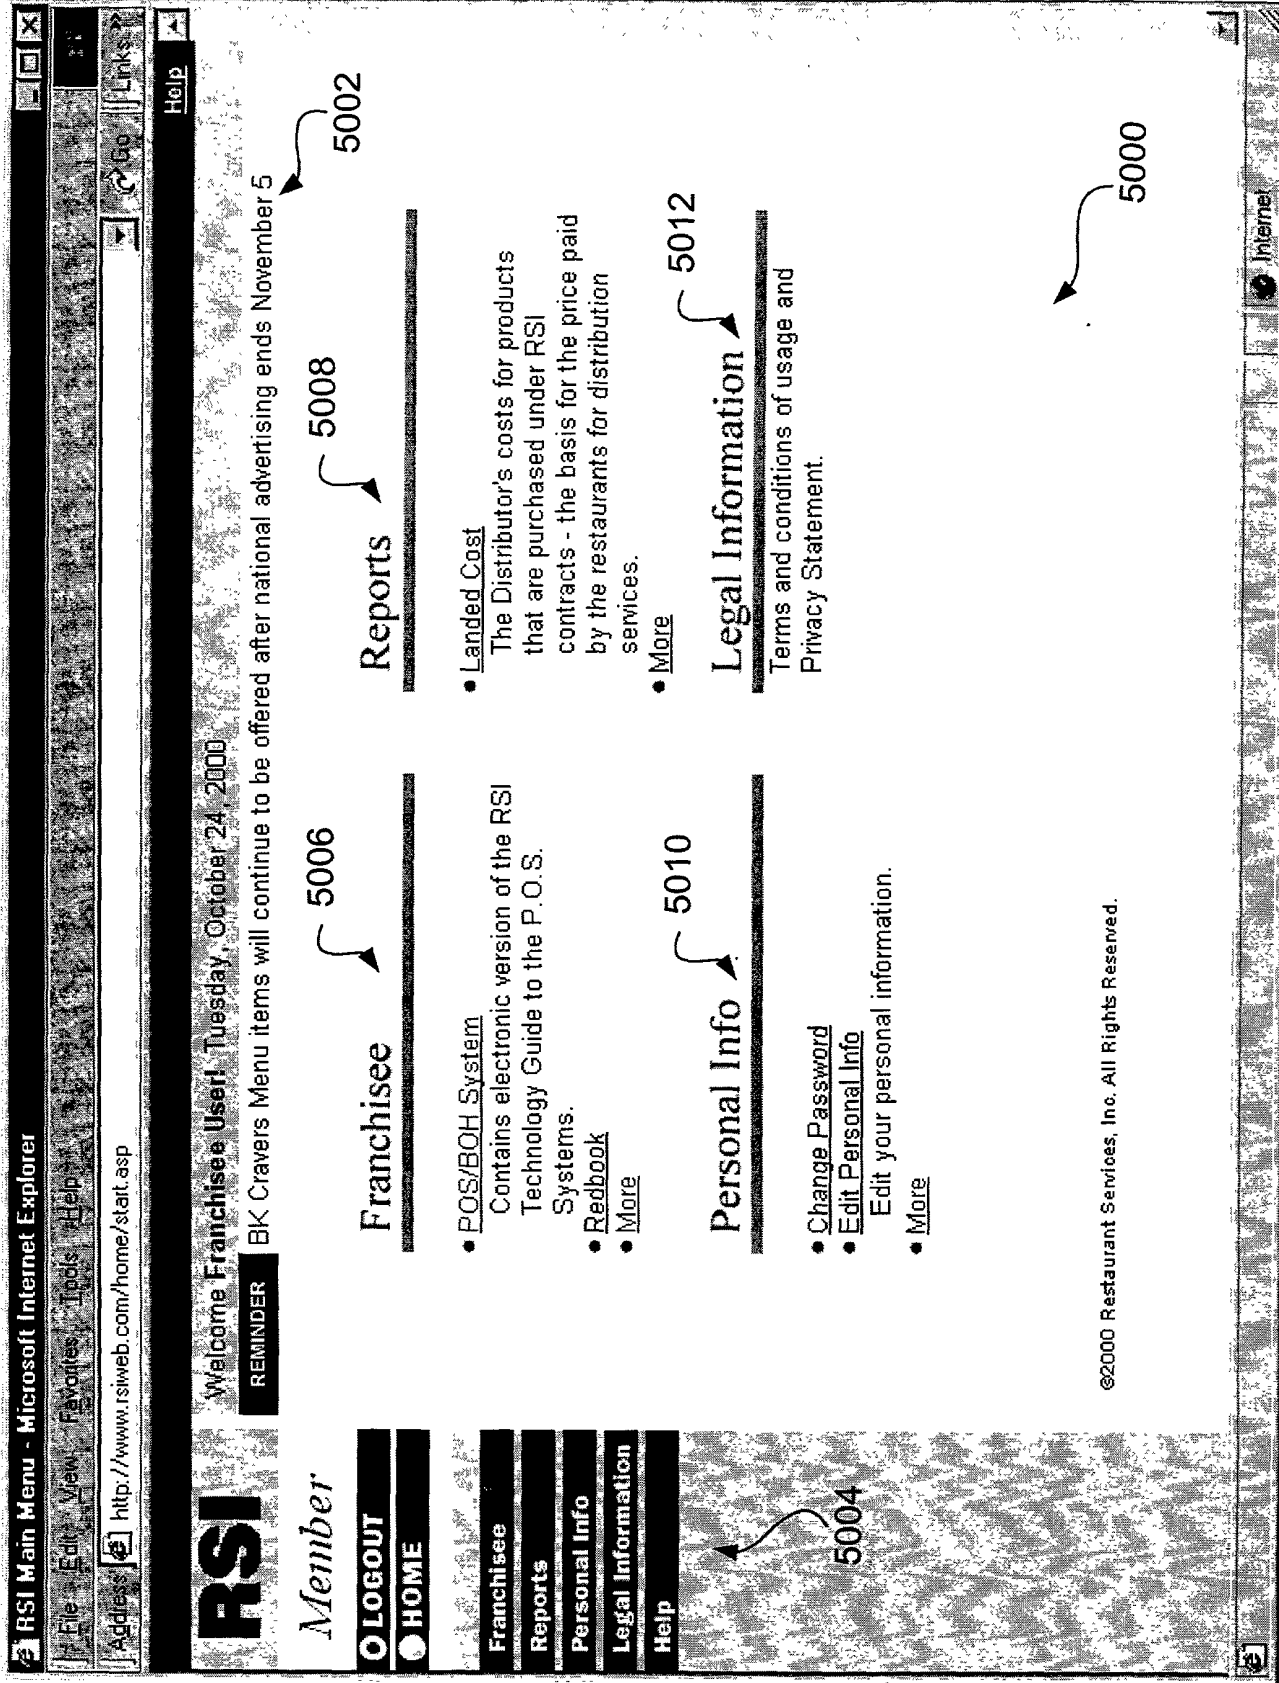 RSI Main Menu - Microsoft Internet Explorer
File Edit View Favorites Tools Help
Address http://www.rsiweb.com/home/start.asp Go Links »
Help
RSI
Welcome Franchisee User! Tuesday, October 24, 2000
REMINDER BK Cravers Menu items will continue to be offered after national advertising ends November 5
5002
Member
LOGOUT
HOME
Franchisee
Reports
Personal Info
Legal Information
Help
5004
5006
Franchisee
• POS/BOH System
Contains electronic version of the RSI
Technology Guide to the P.O.S.
Systems.
• Redbook
• More
5008
Reports
• Landed Cost
The Distributor's costs for products
that are purchased under RSI
contracts - the basis for the price paid
by the restaurants for distribution
services.
• More
5010
Personal Info
• Change Password
• Edit Personal Info
Edit your personal information.
• More
5012
Legal Information
Terms and conditions of usage and
Privacy Statement.
5000
©2000 Restaurant Services, Inc. All Rights Reserved.
Internet